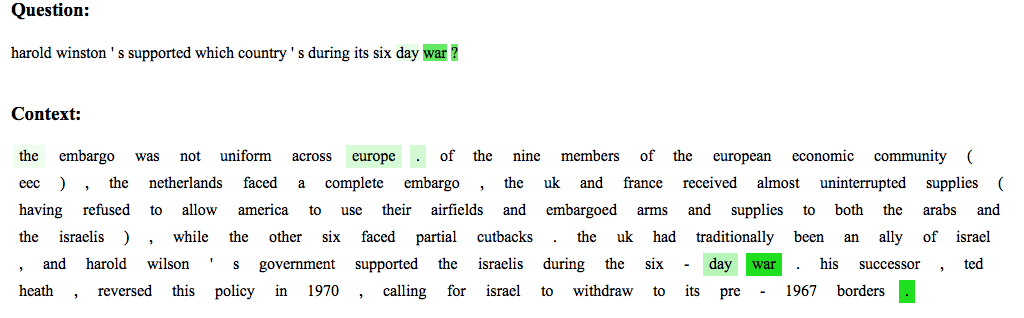 Question:
harold winston ' s supported which country ' s during its six day war ?
Context:
the embargo was not uniform across europe . of the nine members of the european economic community (
eec ) , the netherlands faced a complete embargo , the uk and france received almost uninterrupted supplies (
having refused to allow america to use their airfields and embargoed arms and supplies to both the arabs and
the israelis ) , while the other six faced partial cutbacks . the uk had traditionally been an ally of israel
, and harold wilson ' s government supported the israelis during the six - day war . his successor , ted
heath , reversed this policy in 1970 , calling for israel to withdraw to its pre - 1967 borders .